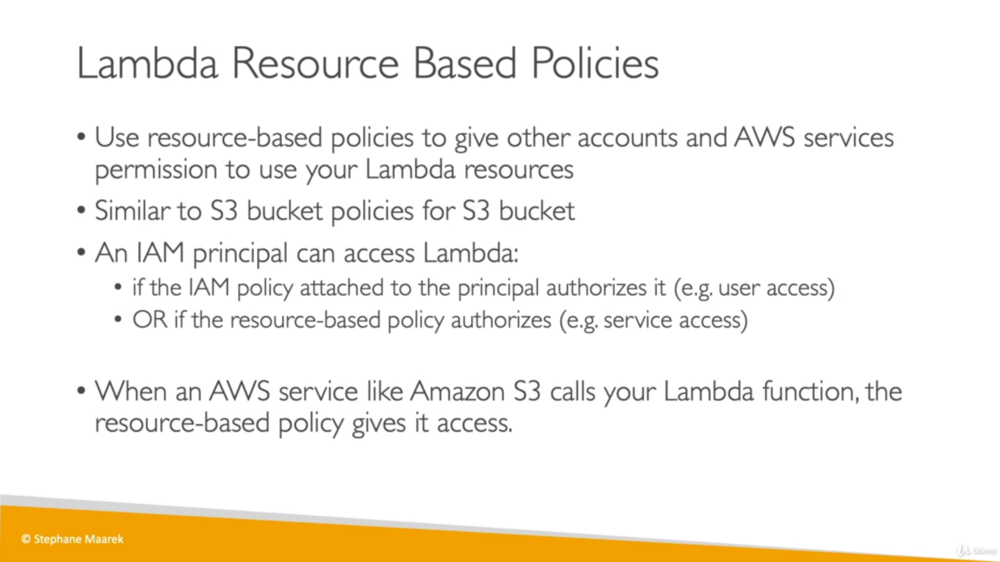 Lambda Resource Based Policies
• Use resource-based policies to give other accounts and AWS services
permission to use your Lambda resources
• Similar to S3 bucket policies for S3 bucket
• An IAM principal can access Lambda:
• if the IAM policy attached to the principal authorizes it (e.g. user access)
• OR if the resource-based policy authorizes (e.g. service access)
• When an AWS service like Amazon S3 calls your Lambda function, the
resource-based policy gives it access.
© Stephane Maarek
Udemy